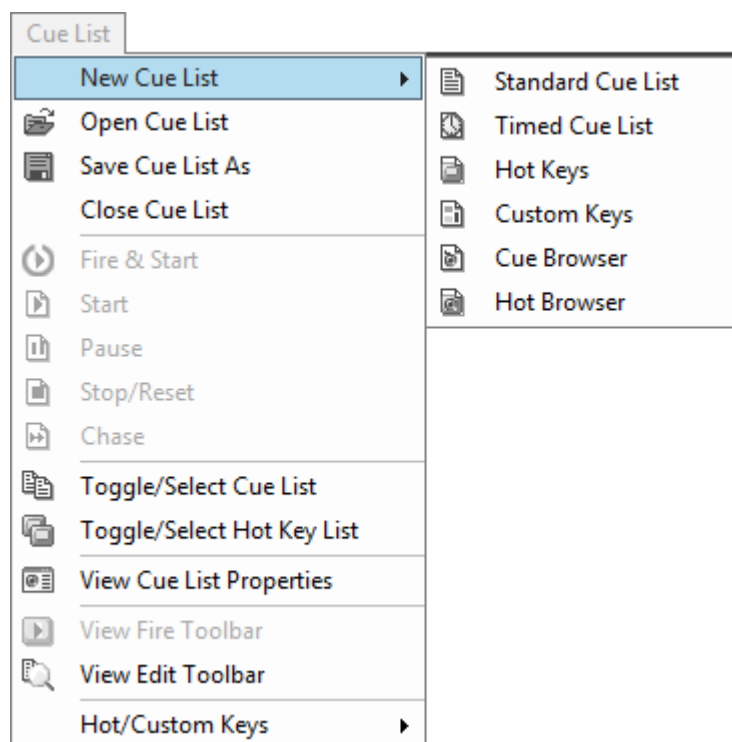 Cue List
New Cue List
Open Cue List
Save Cue List As
Close Cue List
Fire & Start
Start
Pause
Stop/Reset
Chase
Toggle/Select Cue List
Toggle/Select Hot Key List
View Cue List Properties
View Fire Toolbar
View Edit Toolbar
Hot/Custom Keys
Standard Cue List
Timed Cue List
Hot Keys
Custom Keys
Cue Browser
Hot Browser